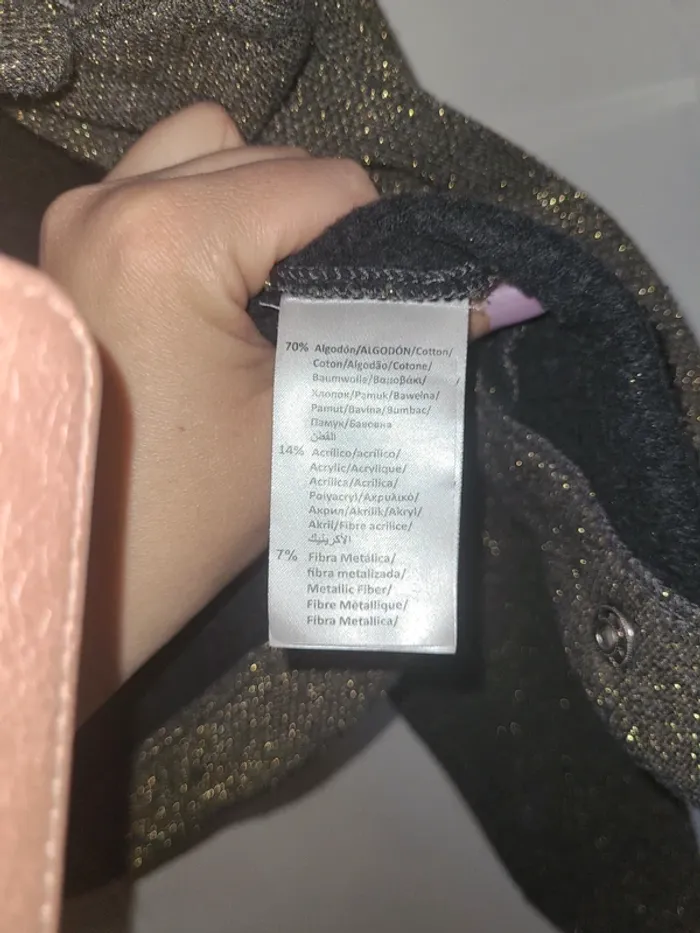 70% Algodón/ALGODÓN/Cotton/
Coton/Algodão/Cotone/
Baumwolle/Βαμβάκι/
Хлопок/Pamuk/Bawełna/
Pamut/Bavlna/Bumbac/
Памук/Бавовна
القطن
14% Acrílico/acrílico/
Acrylic/Acrylique/
Acrílica/Acrilica/
Polyacryl/Ακρυλικό/
Акрил/Akrilik/Akryl/
Akril/Fibre acrilice/
الأكريليك
7% Fibra Metálica/
fibra metalizada/
Metallic Fiber/
Fibre Métallique/
Fibra Metallica/